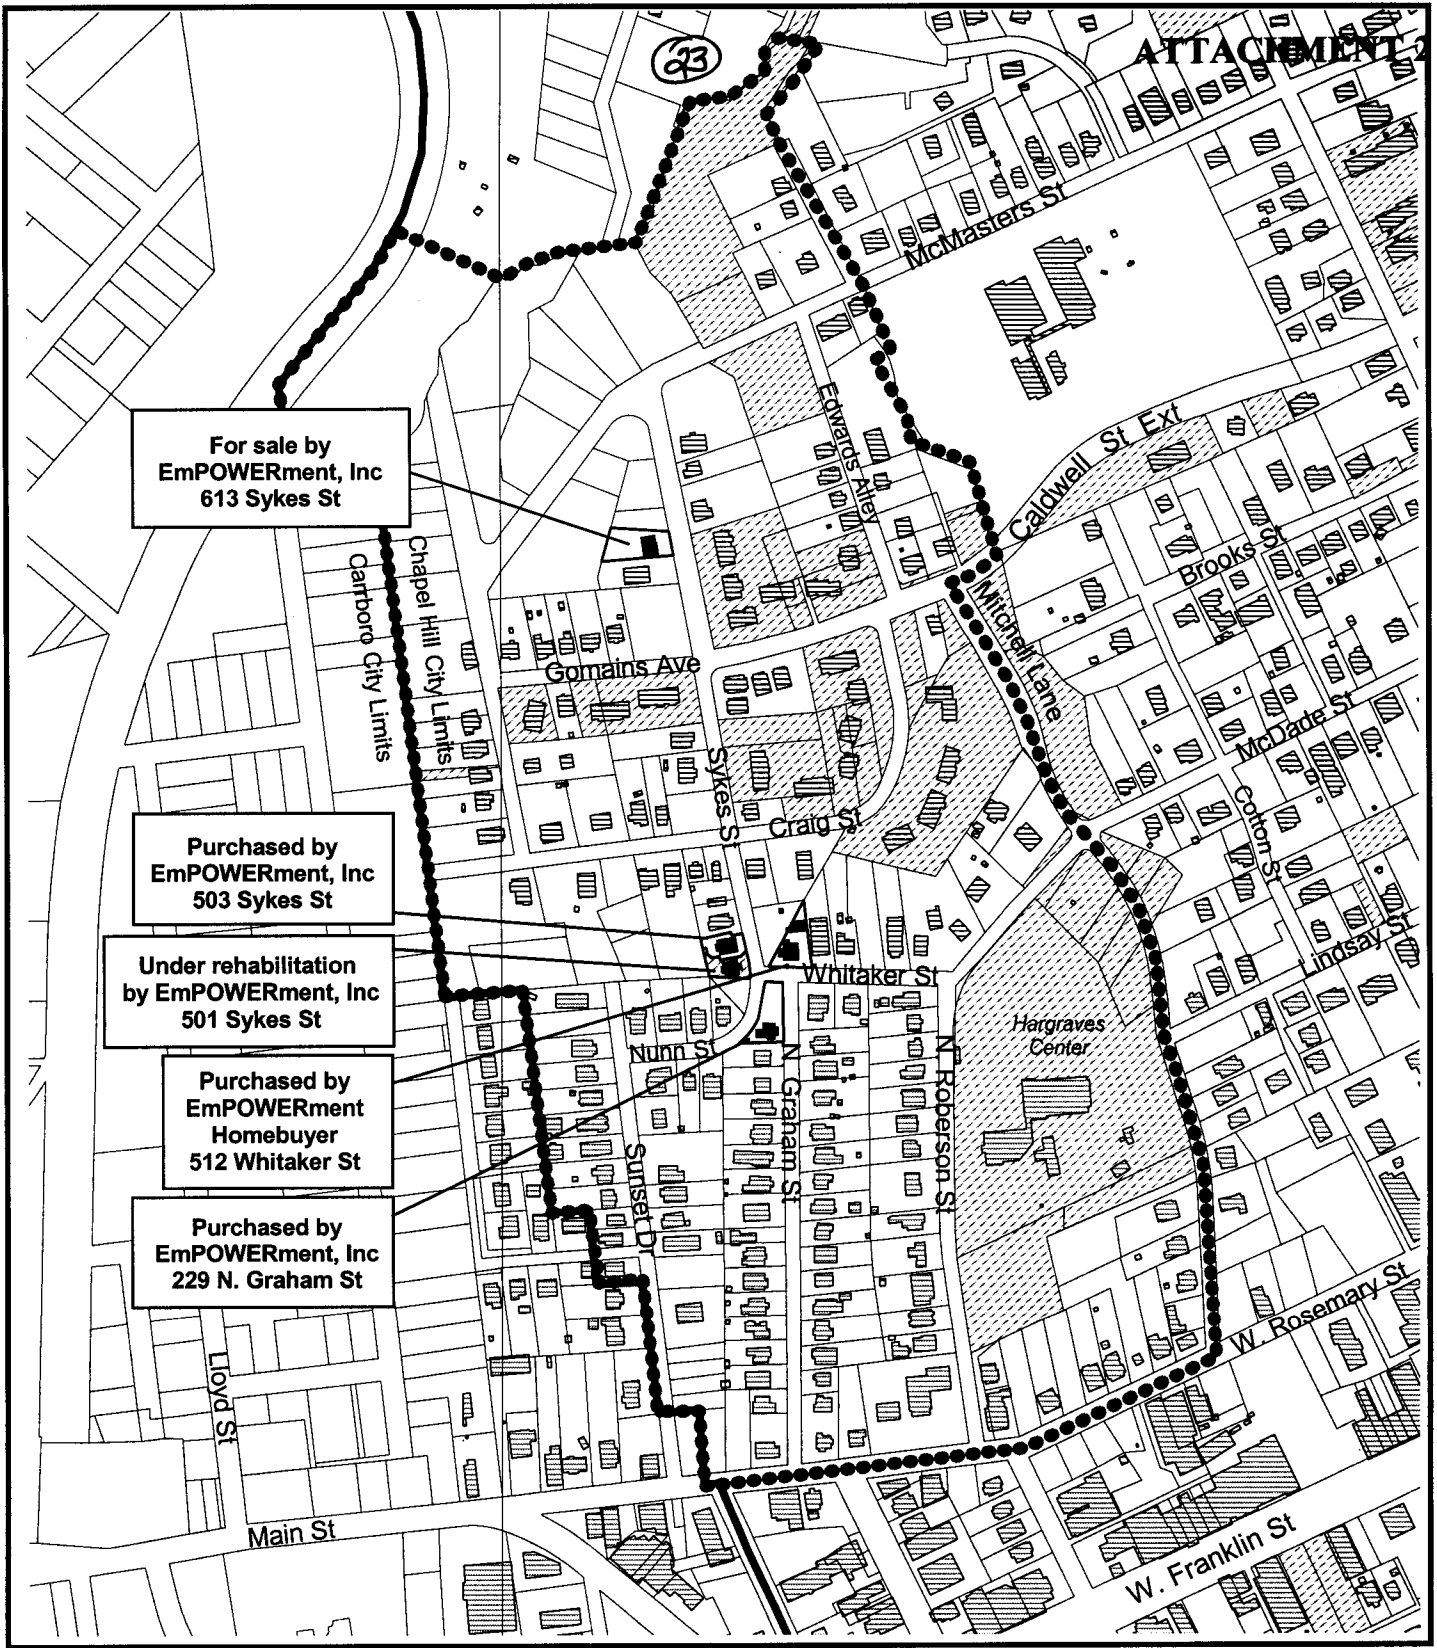 23
ATTACHMENT 2
McMasters St
Edwards Alley
Caldwell St Ext
For sale by
EmPOWERment, Inc
613 Sykes St
Brooks St
Chapel Hill City Limits
Carrboro City Limits
Mitchell Lane
Gomains Ave
McDade St
Sykes St
Craig St
Cotton St
Purchased by
EmPOWERment, Inc
503 Sykes St
Lindsay St
Whitaker St
Under rehabilitation
by EmPOWERment, Inc
501 Sykes St
Hargraves
Center
Nunn St
N Graham St
N Roberson St
Purchased by
EmPOWERment
Homebuyer
512 Whitaker St
Sunset Dr
Purchased by
EmPOWERment, Inc
229 N. Graham St
W. Rosemary St
Lloyd St
Main St
W. Franklin St